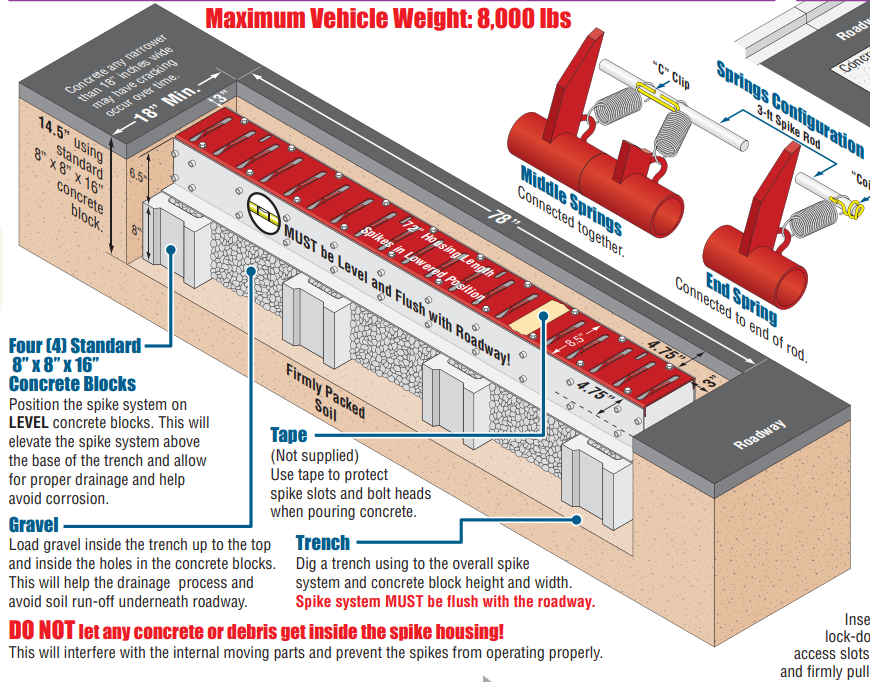 Maximum Vehicle Weight: 8,000 lbs
Concrete any narrower
than 18" inches wide
may have cracking
occur over time.
18" Min.
3"
14.5" using
standard
8" x 8" x 16"
concrete
block.
6.5"
8"
78"
72" Housing Length
Spikes in Lowered Position
MUST be Level and Flush with Roadway!
8.5"
4.75"
4.75"
3"
Roadway
Firmly Packed
Soil
"C" Clip
Springs Configuration
3-ft Spike Rod
Middle Springs
Connected together.
End Spring
Connected to end of rod.
Four (4) Standard
8" x 8" x 16"
Concrete Blocks
Position the spike system on
LEVEL concrete blocks. This will
elevate the spike system above
the base of the trench and allow
for proper drainage and help
avoid corrosion.
Tape
(Not supplied)
Use tape to protect
spike slots and bolt heads
when pouring concrete.
Gravel
Load gravel inside the trench up to the top
and inside the holes in the concrete blocks.
This will help the drainage process and
avoid soil run-off underneath roadway.
Trench
Dig a trench using to the overall spike
system and concrete block height and width.
Spike system MUST be flush with the roadway.
DO NOT let any concrete or debris get inside the spike housing!
This will interfere with the internal moving parts and prevent the spikes from operating properly.
lock-do
access slots
and firmly pull